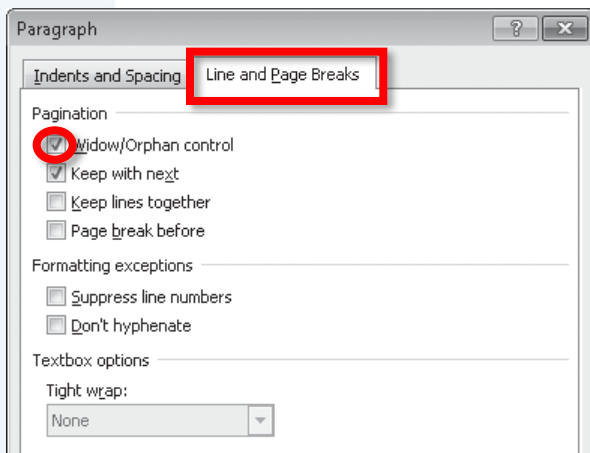 Paragraph
?
Indents and Spacing
Line and Page Breaks
Pagination
Widow/Orphan control
Keep with next
Keep lines together
Page break before
Formatting exceptions
Suppress line numbers
Don't hyphenate
Textbox options
Tight wrap:
None